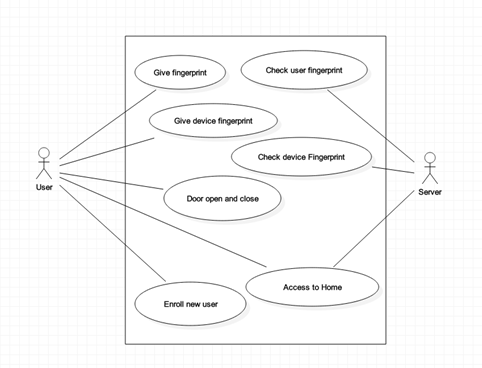 Give fingerprint
Check user fingerprint
Give device fingerprint
Check device Fingerprint
User
Server
Door open and close
Access to Home
Enroll new user